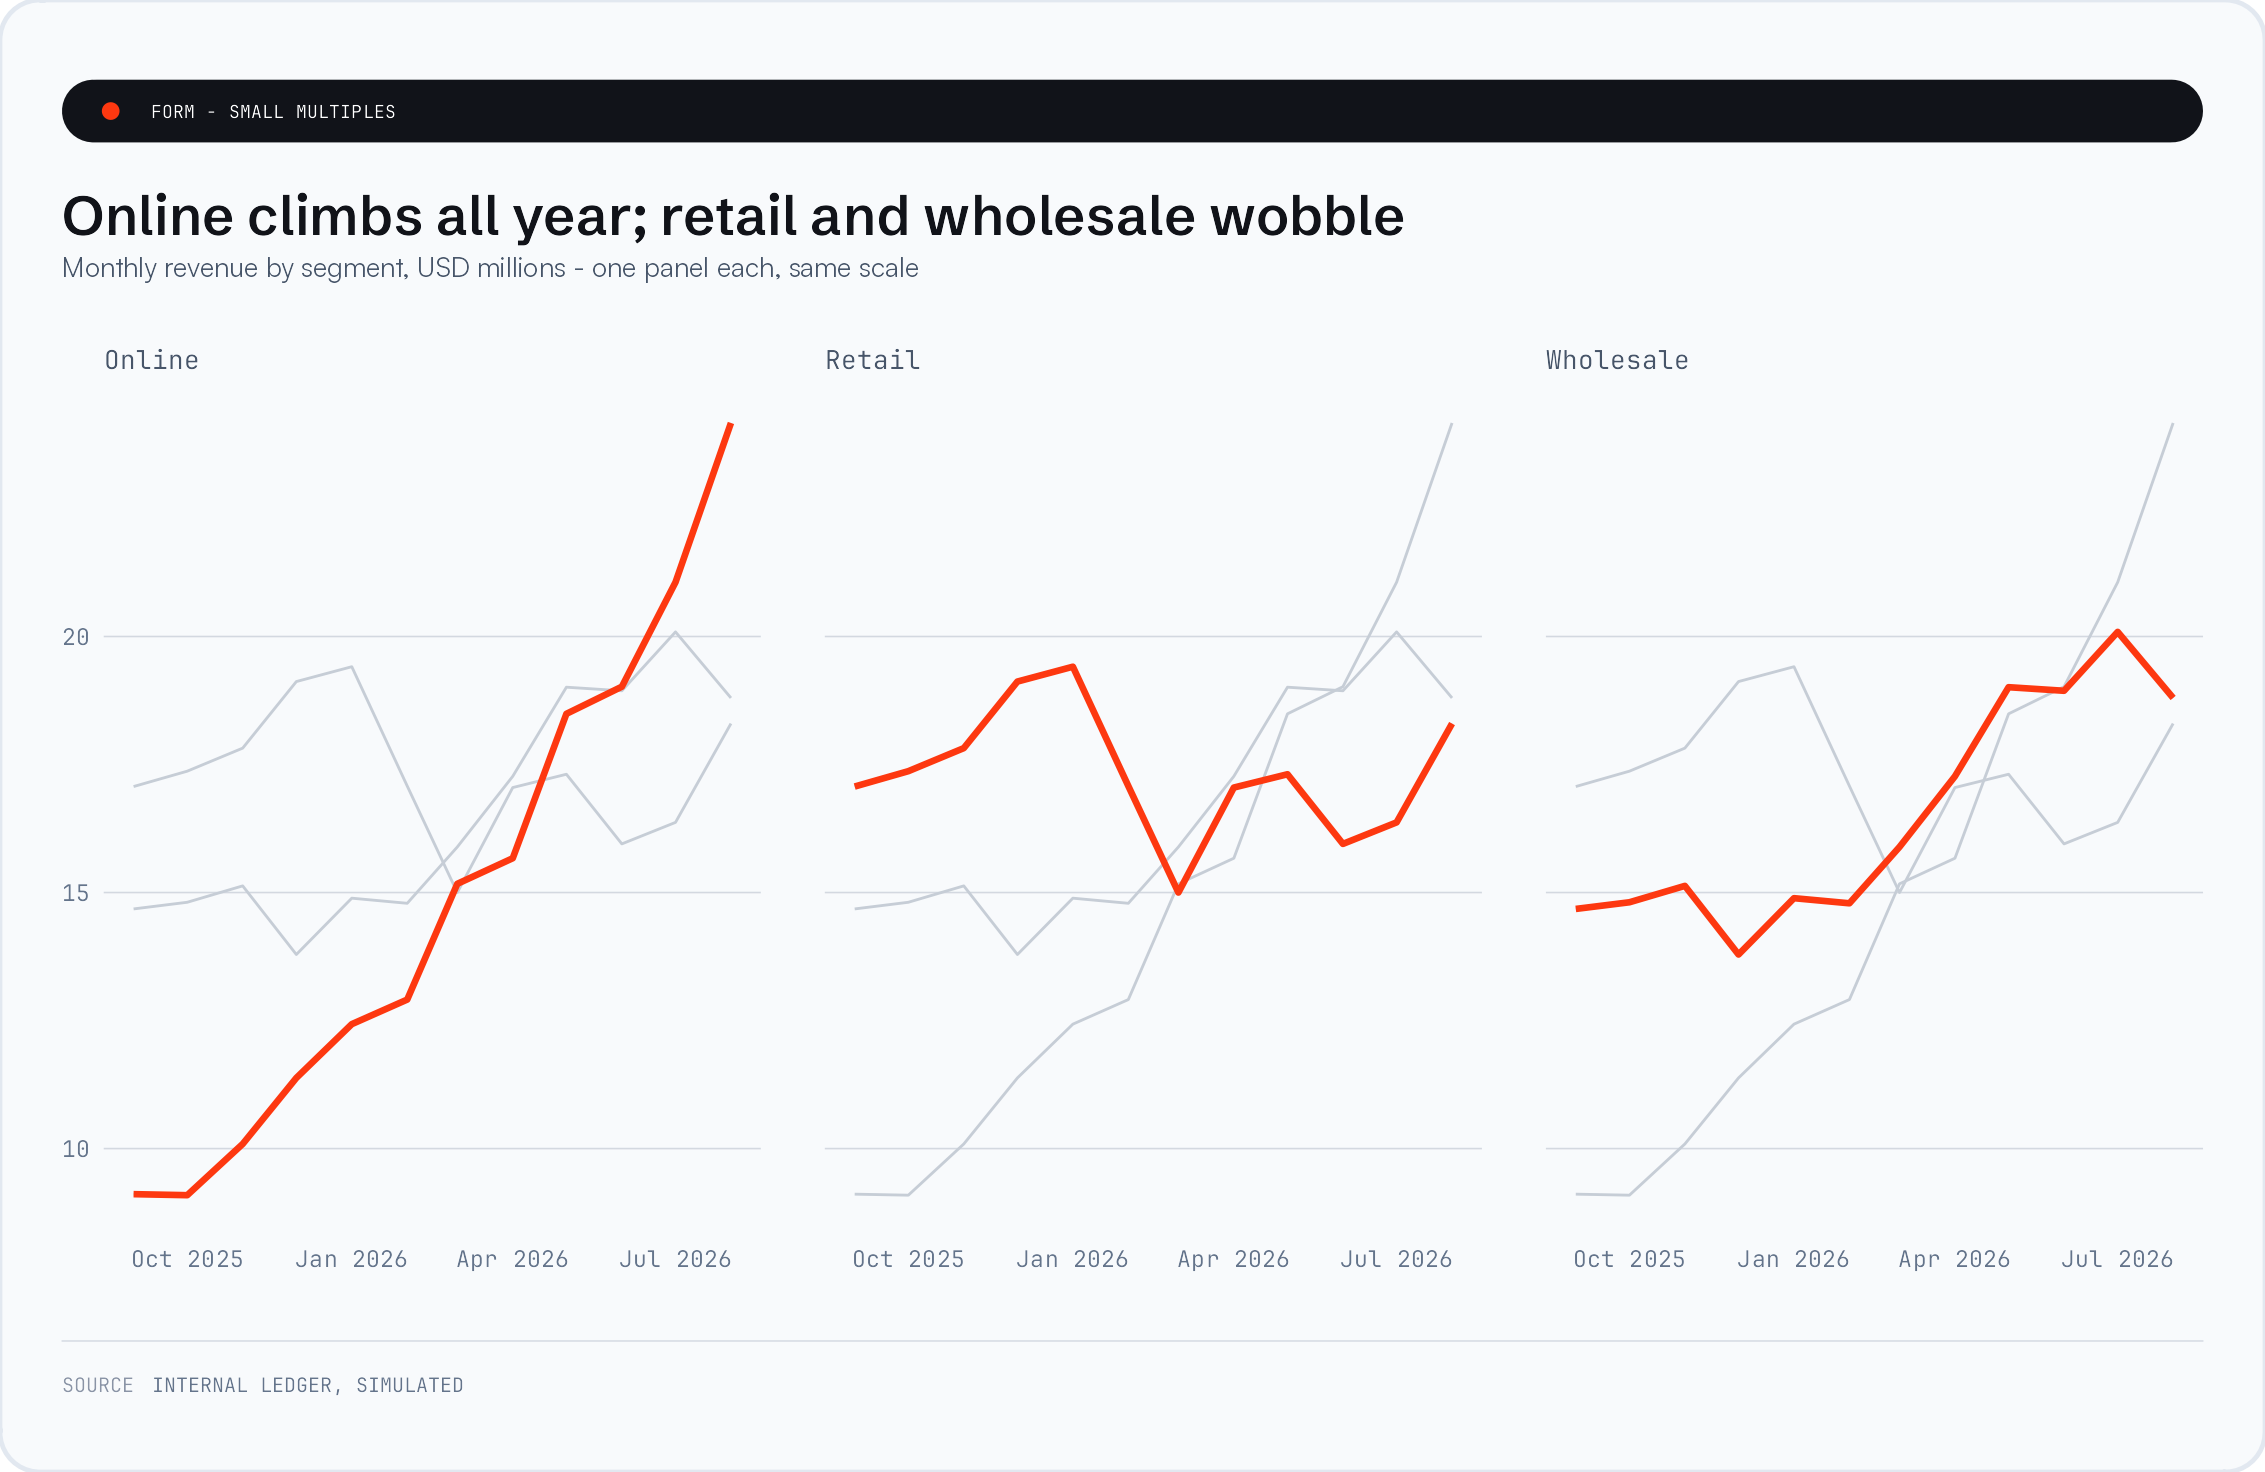 FORM - SMALL MULTIPLES
Online climbs all year; retail and wholesale wobble
Monthly revenue by segment, USD millions - one panel each, same scale
Online
Retail
Wholesale
20
15
10
Oct 2025 Jan 2026 Apr 2026 Jul 2026
Oct 2025 Jan 2026 Apr 2026 Jul 2026
Oct 2025 Jan 2026 Apr 2026 Jul 2026
SOURCE INTERNAL LEDGER, SIMULATED